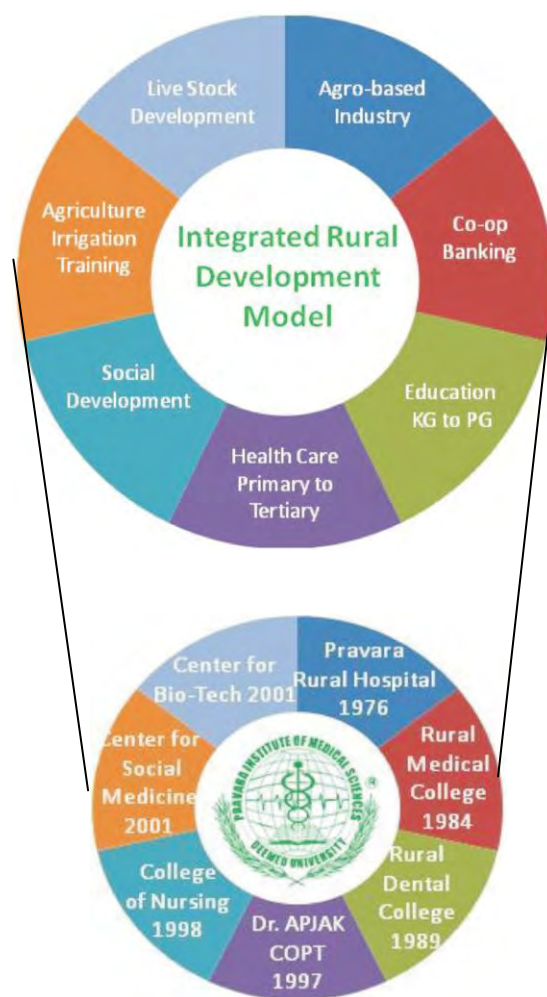 Agro-based
Industry
Co-op
Banking
Education
KG to PG
Health Care
Primary to
Tertiary
Social
Development
Agriculture
Irrigation
Training
Live Stock
Development
Integrated Rural
Development
Model
Pravara
Rural Hospital
1976
Rural
Medical
College
1984
Rural
Dental
College
1989
Dr. APJAK
COPT
1997
College
of Nursing
1998
Center for
Social
Medicine
2001
Center for
Bio-Tech 2001
PRAVARA INSTITUTE OF MEDICAL SCIENCES
DEEMED UNIVERSITY
®